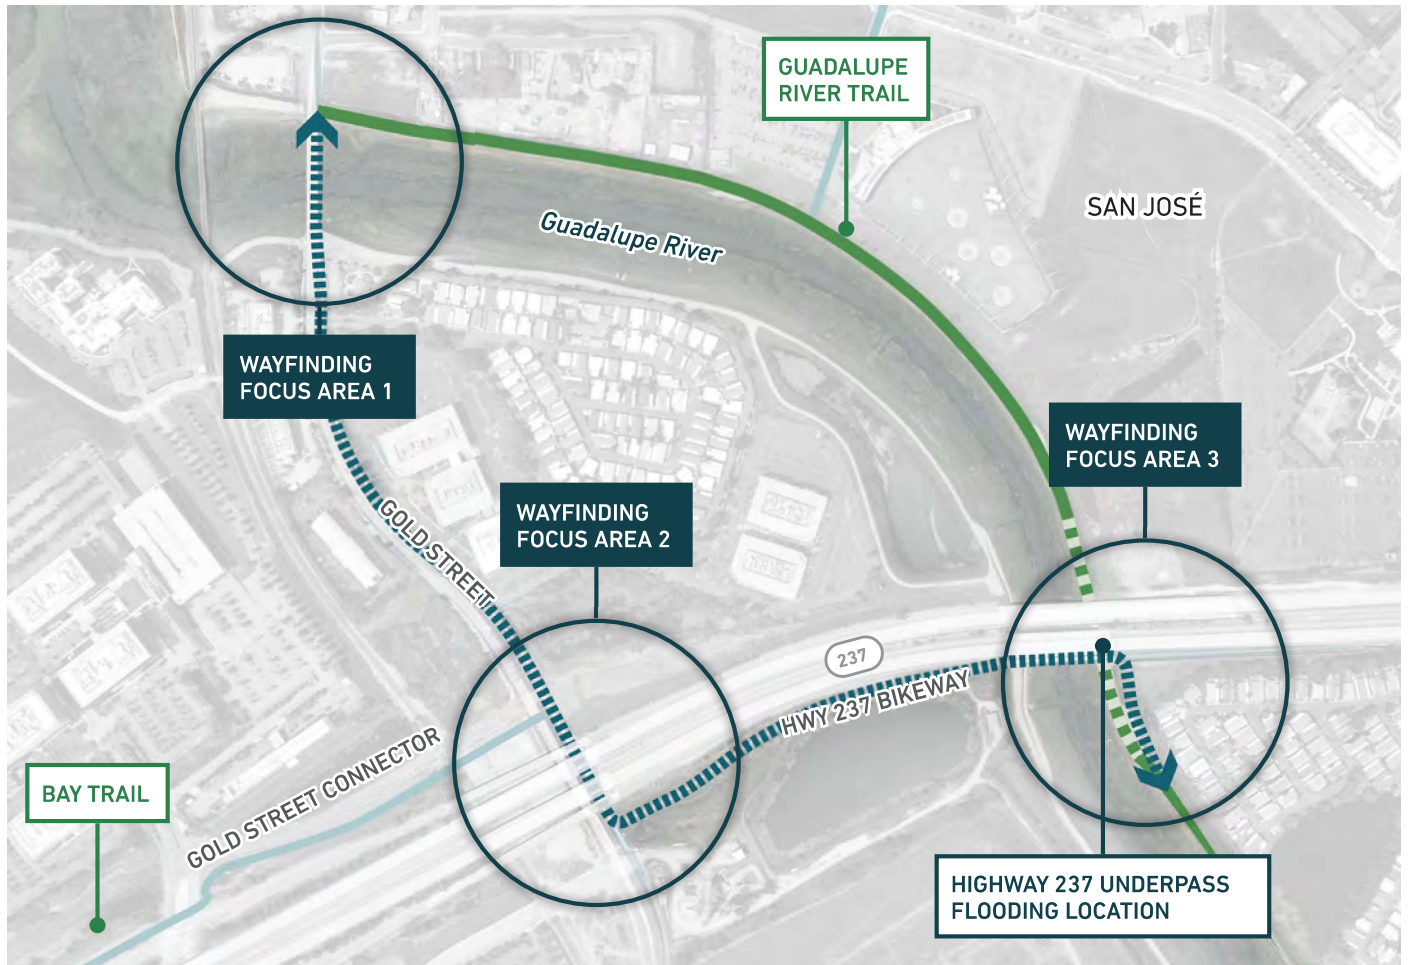 GUADALUPE
RIVER TRAIL
SAN JOSÉ
Guadalupe River
WAYFINDING
FOCUS AREA 1
WAYFINDING
FOCUS AREA 3
WAYFINDING
FOCUS AREA 2
GOLD STREET
237
HWY 237 BIKEWAY
GOLD STREET CONNECTOR
BAY TRAIL
HIGHWAY 237 UNDERPASS
FLOODING LOCATION